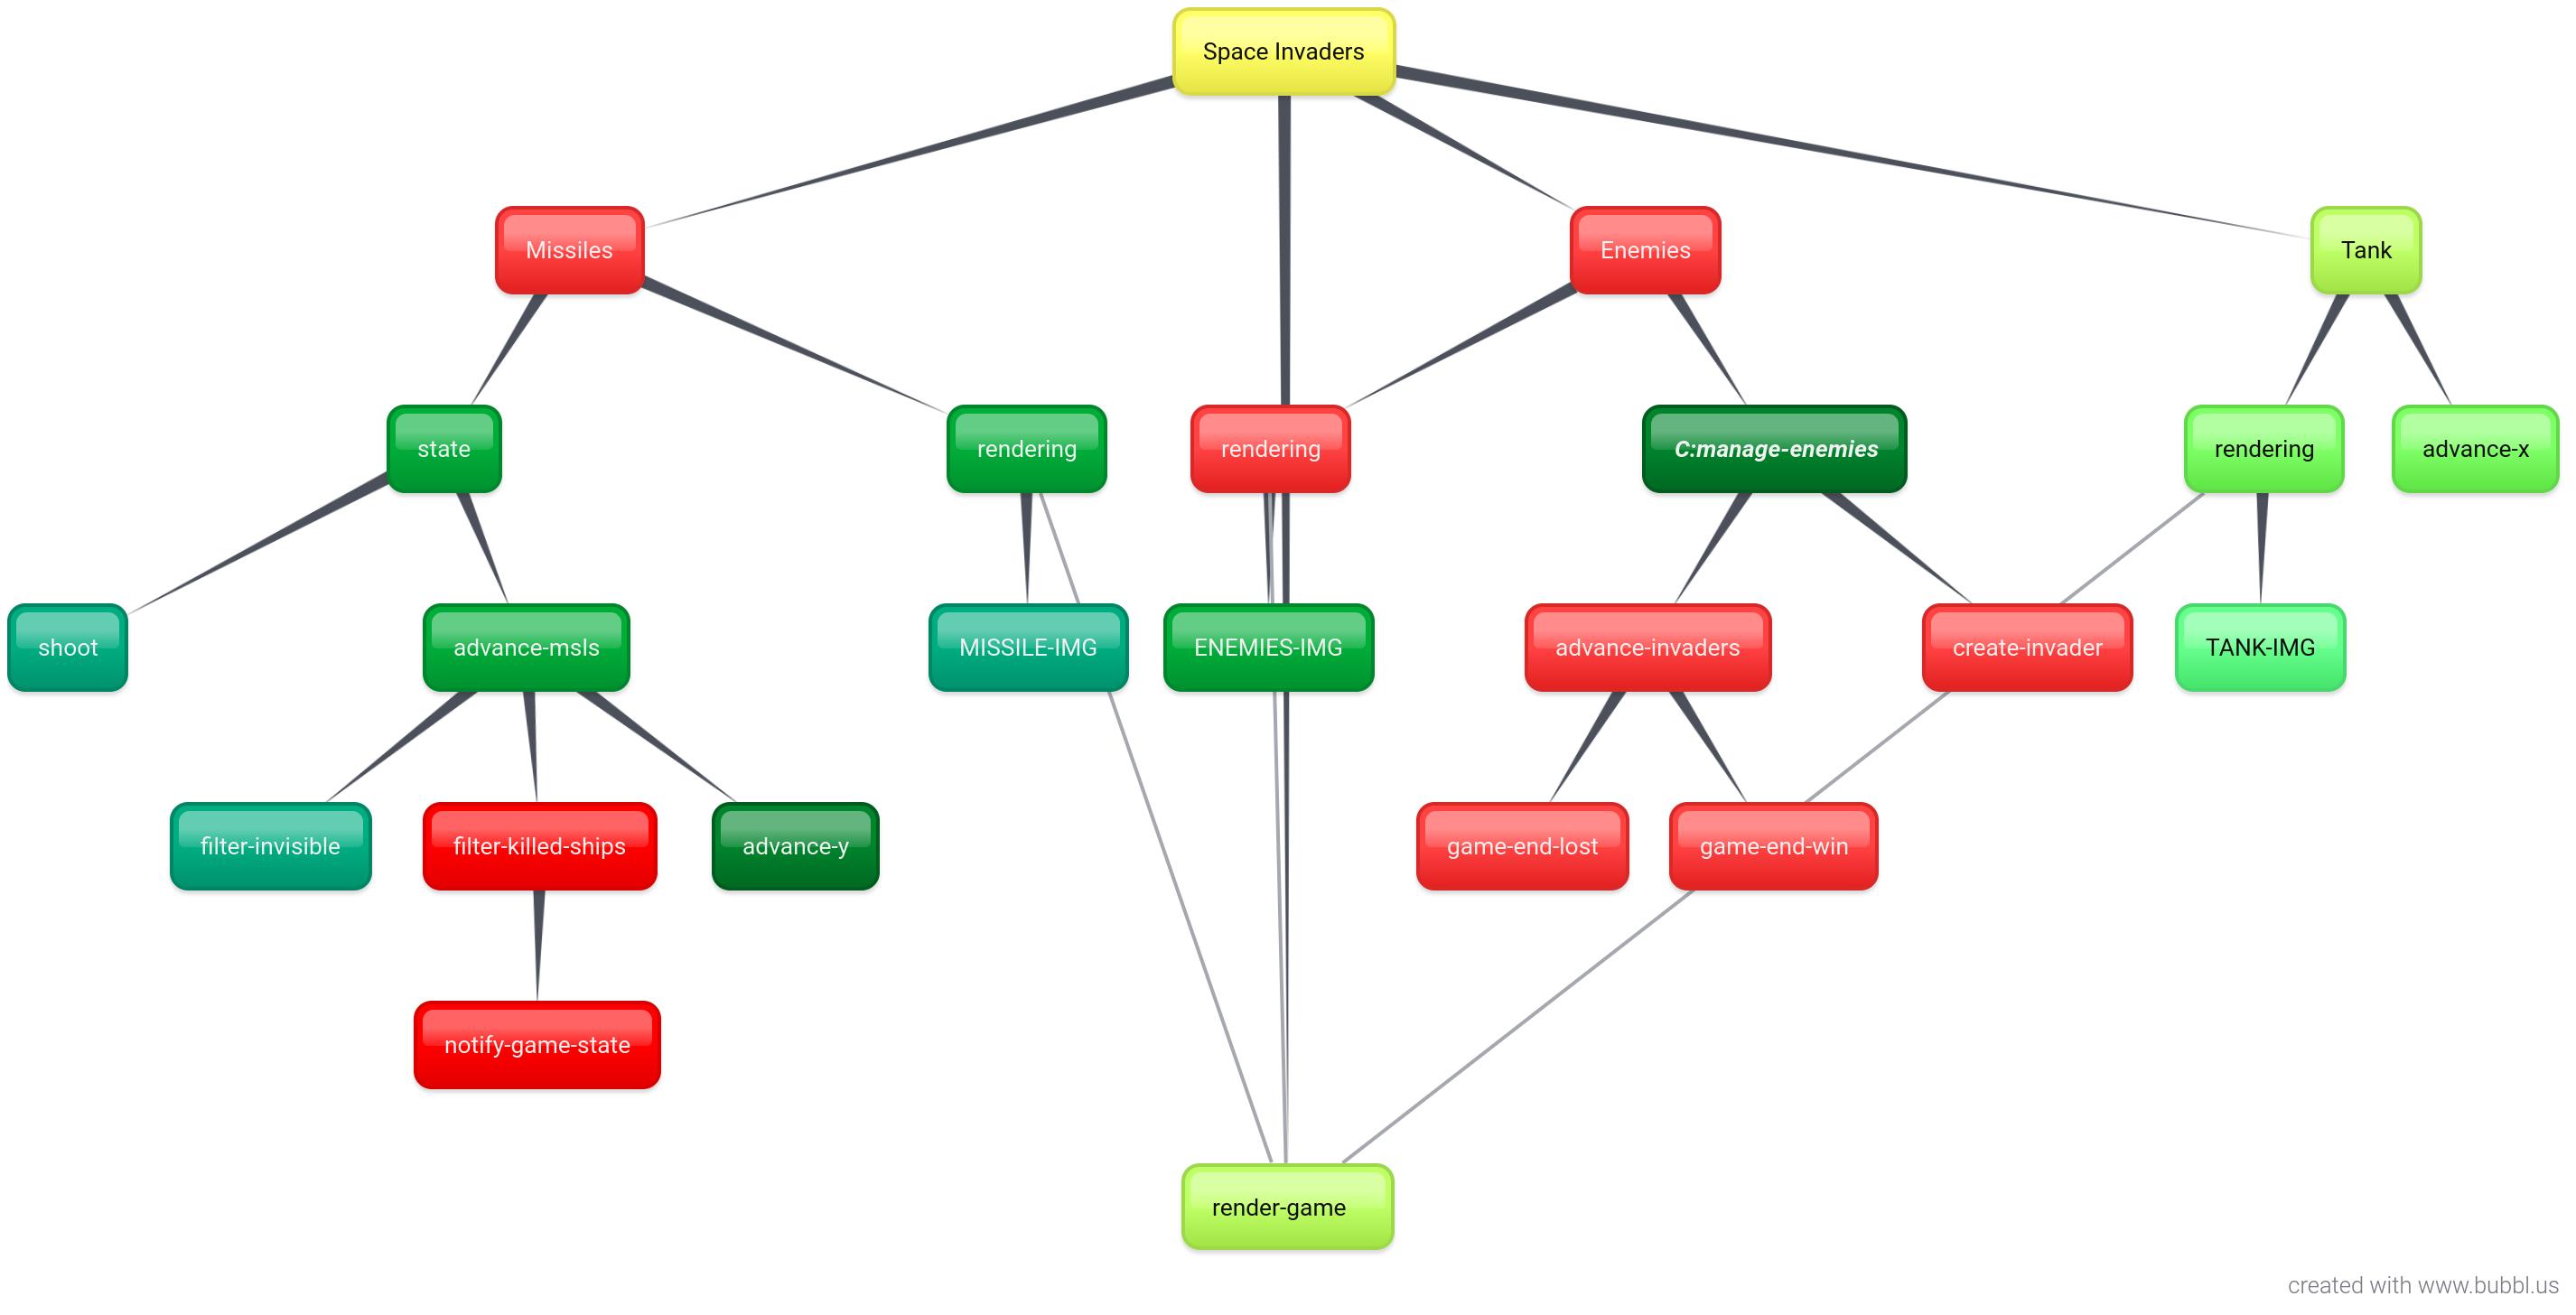 Space Invaders
Missiles
Enemies
Tank
state
rendering
rendering
C:manage-enemies
rendering
advance-x
shoot
advance-msls
MISSILE-IMG
ENEMIES-IMG
advance-invaders
create-invader
TANK-IMG
filter-invisible
filter-killed-ships
advance-y
game-end-lost
game-end-win
notify-game-state
render-game
created with www.bubbl.us